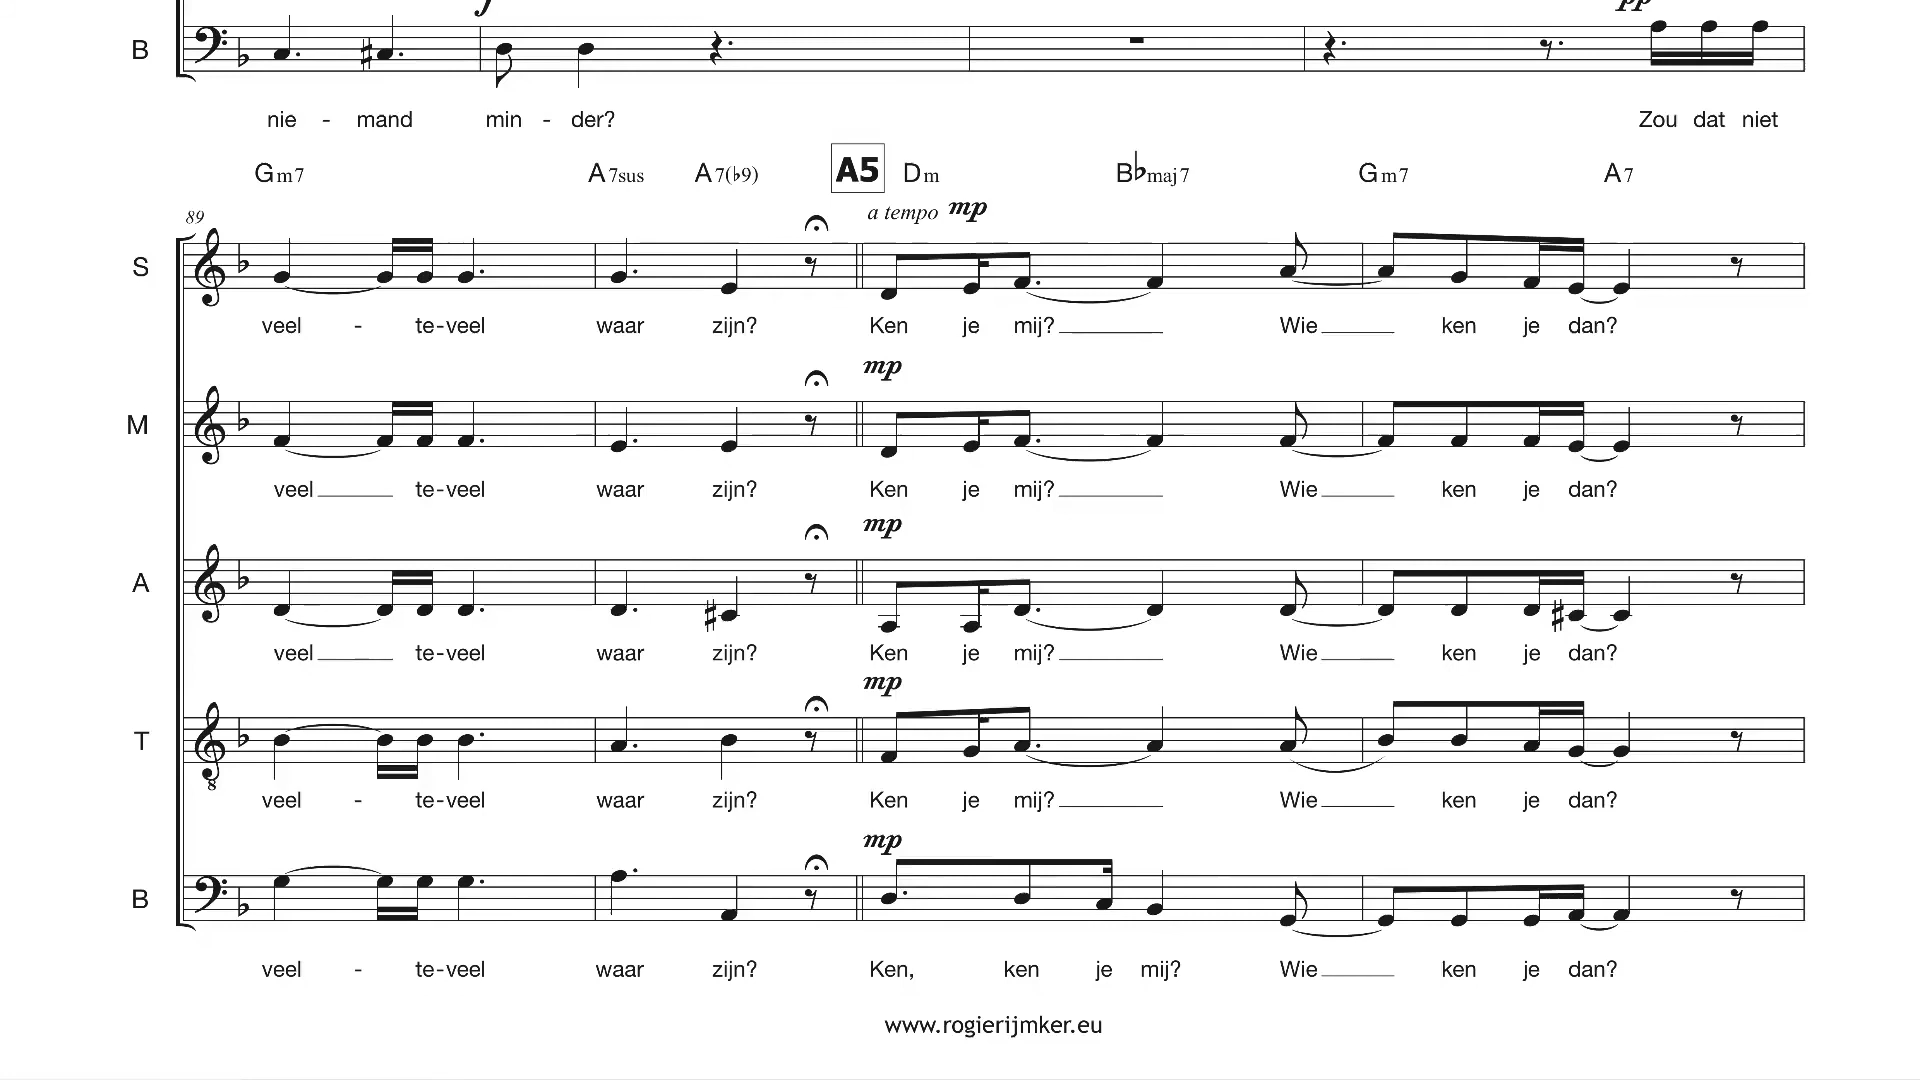 f
pp
B
nie - mand min - der? Zou dat niet
Gm7 A7sus A7(♭9) A5 Dm B♭maj7 Gm7 A7
89
a tempo mp
S
veel - te-veel waar zijn? Ken je mij? Wie ken je dan?
mp
M
veel te-veel waar zijn? Ken je mij? Wie ken je dan?
mp
A
veel te-veel waar zijn? Ken je mij? Wie ken je dan?
mp
T
8
veel - te-veel waar zijn? Ken je mij? Wie ken je dan?
mp
B
veel - te-veel waar zijn? Ken, ken je mij? Wie ken je dan?
www.rogierijmker.eu